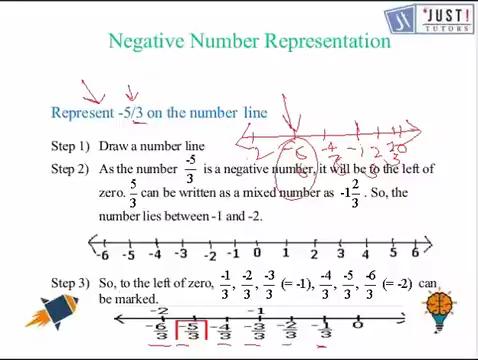 JUST!
TUTORS
Negative Number Representation
Represent -5/3 on the number line
Step 1) Draw a number line
Step 2) As the number -5/3 is a negative number, it will be to the left of
zero. 5/3 can be written as a mixed number as -1 2/3. So, the
number lies between -1 and -2.
-6 -5 -4 -3 -2 -1 0 1 2 3 4 5 6
Step 3) So, to the left of zero, -1/3, -2/3, -3/3 (= -1), -4/3, -5/3, -6/3 (= -2) can
be marked.
-2 -1
-6/3 -5/3 -4/3 -3/3 -2/3 -1/3 0